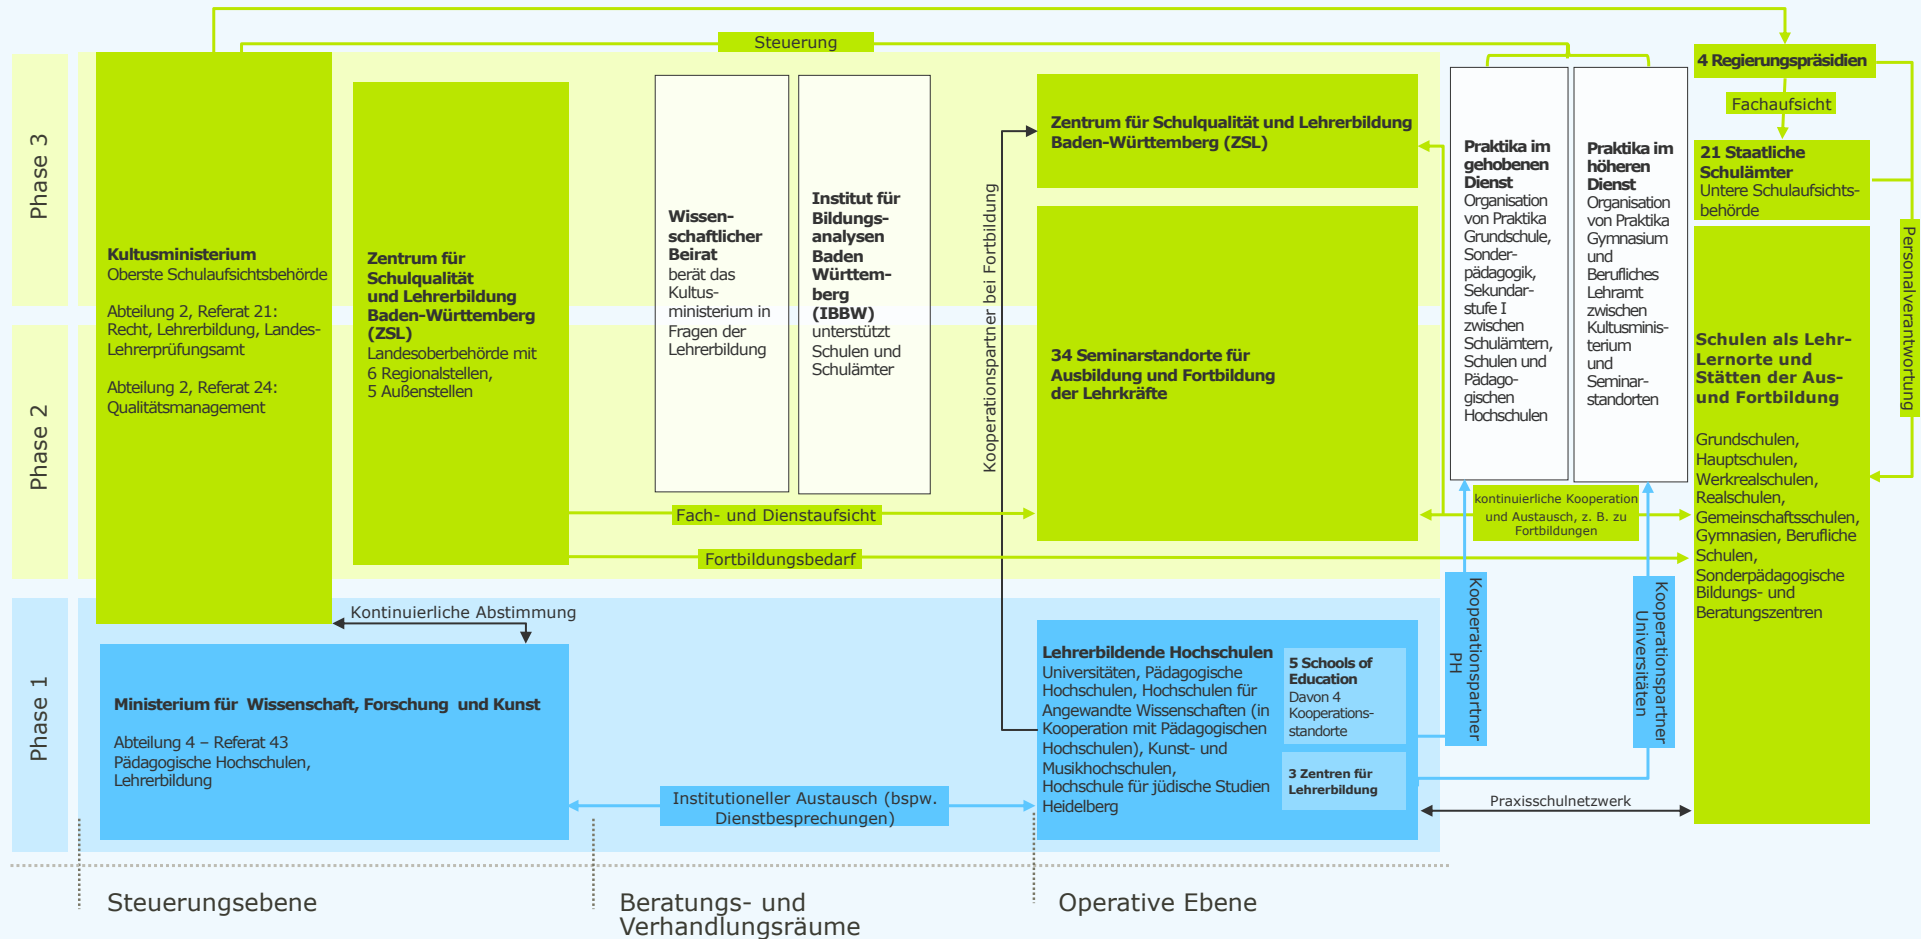 Steuerung
4 Regierungspräsidien
Fachaufsicht
21 Staatliche
Schulämter
Untere Schulaufsichts-
behörde
Personalverantwortung
Phase 3
Phase 2
Phase 1
Kultusministerium
Oberste Schulaufsichtsbehörde
Abteilung 2, Referat 21:
Recht, Lehrerbildung, Landes-
Lehrerprüfungsamt
Abteilung 2, Referat 24:
Qualitätsmanagement
Zentrum für
Schulqualität
und Lehrerbildung
Baden-Württemberg
(ZSL)
Landesoberbehörde mit
6 Regionalstellen,
5 Außenstellen
Wissen-
schaftlicher
Beirat
berät das
Kultus-
ministerium in
Fragen der
Lehrerbildung
Institut für
Bildungs-
analysen
Baden
Württem-
berg
(IBBW)
unterstützt
Schulen und
Schulämter
Kooperationspartner bei Fortbildung
Zentrum für Schulqualität und Lehrerbildung
Baden-Württemberg (ZSL)
34 Seminarstandorte für
Ausbildung und Fortbildung
der Lehrkräfte
Praktika im
gehobenen
Dienst
Organisation
von Praktika
Grundschule,
Sonder-
pädagogik,
Sekundar-
stufe I
zwischen
Schulämtern,
Schulen und
Pädago-
gischen
Hochschulen
Praktika im
höheren
Dienst
Organisation
von Praktika
Gymnasium
und
Berufliches
Lehramt
zwischen
Kultusminis-
terium
und
Seminar-
standorten
Schulen als Lehr-
Lernorte und
Stätten der Aus-
und Fortbildung
Grundschulen,
Hauptschulen,
Werkrealschulen,
Realschulen,
Gemeinschaftsschulen,
Gymnasien, Berufliche
Schulen,
Sonderpädagogische
Bildungs- und
Beratungszentren
Fach- und Dienstaufsicht
Fortbildungsbedarf
kontinuierliche Kooperation
und Austausch, z. B. zu
Fortbildungen
Kontinuierliche Abstimmung
Ministerium für Wissenschaft, Forschung und Kunst
Abteilung 4 – Referat 43
Pädagogische Hochschulen,
Lehrerbildung
Institutioneller Austausch (bspw.
Dienstbesprechungen)
Lehrerbildende Hochschulen
Universitäten, Pädagogische
Hochschulen, Hochschulen für
Angewandte Wissenschaften (in
Kooperation mit Pädagogischen
Hochschulen), Kunst- und
Musikhochschulen,
Hochschule für jüdische Studien
Heidelberg
5 Schools of
Education
Davon 4
Kooperations-
standorte
3 Zentren für
Lehrerbildung
Kooperationspartner
PH
Kooperationspartner
Universitäten
Praxisschulnetzwerk
Steuerungsebene
Beratungs- und
Verhandlungsräume
Operative Ebene